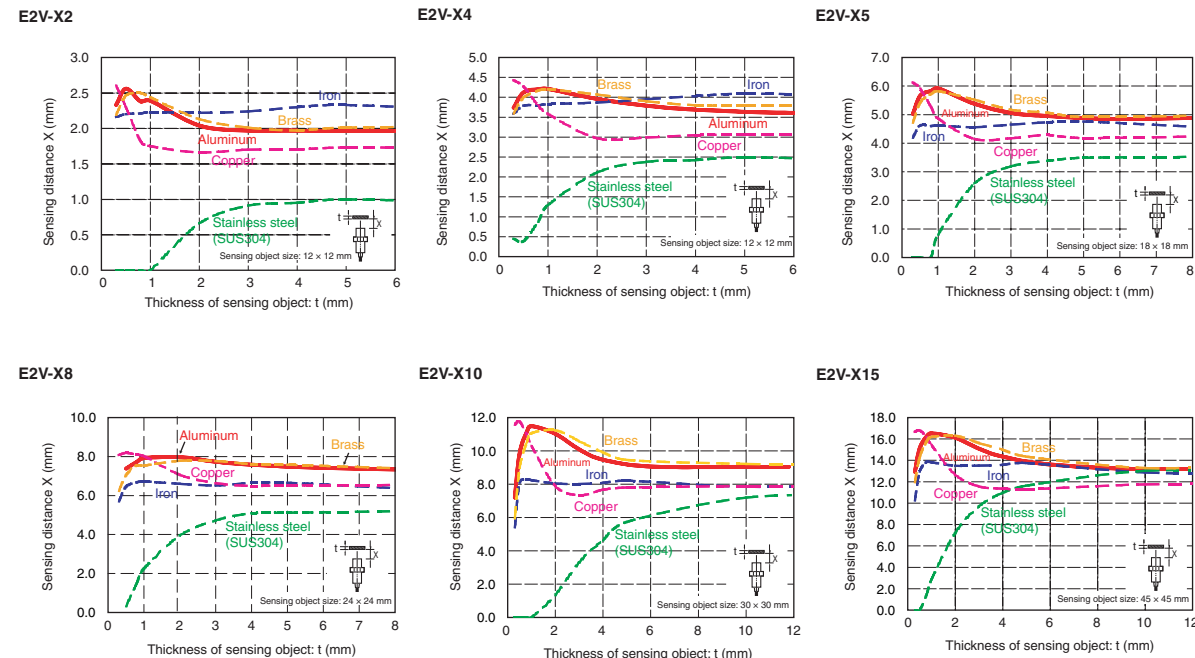 E2V-X2
Sensing distance X (mm)
3.0
2.5
2.0
1.5
1.0
0.5
0.0
Iron
Brass
Aluminum
Copper
Stainless steel
(SUS304)
t
X
Sensing object size: 12 × 12 mm
0 1 2 3 4 5 6
Thickness of sensing object: t (mm)
E2V-X4
Sensing distance X (mm)
5.0
4.5
4.0
3.5
3.0
2.5
2.0
1.5
1.0
0.5
0.0
Brass
Iron
Aluminum
Copper
Stainless steel
(SUS304)
t
X
Sensing object size: 12 × 12 mm
0 1 2 3 4 5 6
Thickness of sensing object: t (mm)
E2V-X5
Sensing distance X (mm)
7.0
6.0
5.0
4.0
3.0
2.0
1.0
0.0
Brass
Aluminum
Iron
Copper
Stainless steel
(SUS304)
t
X
Sensing object size: 18 × 18 mm
0 1 2 3 4 5 6 7 8
Thickness of sensing object: t (mm)
E2V-X8
Sensing distance X (mm)
10.0
8.0
6.0
4.0
2.0
0.0
Aluminum
Brass
Copper
Iron
Stainless steel
(SUS304)
t
X
Sensing object size: 24 × 24 mm
0 1 2 3 4 5 6 7 8
Thickness of sensing object: t (mm)
E2V-X10
Sensing distance X (mm)
12.0
10.0
8.0
6.0
4.0
2.0
0.0
Brass
Aluminum
Iron
Copper
Stainless steel
(SUS304)
t
X
Sensing object size: 30 × 30 mm
0 2 4 6 8 10 12
Thickness of sensing object: t (mm)
E2V-X15
Sensing distance X (mm)
18.0
16.0
14.0
12.0
10.0
8.0
6.0
4.0
2.0
0.0
Brass
Aluminum
Iron
Copper
Stainless steel
(SUS304)
t
X
Sensing object size: 45 × 45 mm
0 2 4 6 8 10 12
Thickness of sensing object: t (mm)